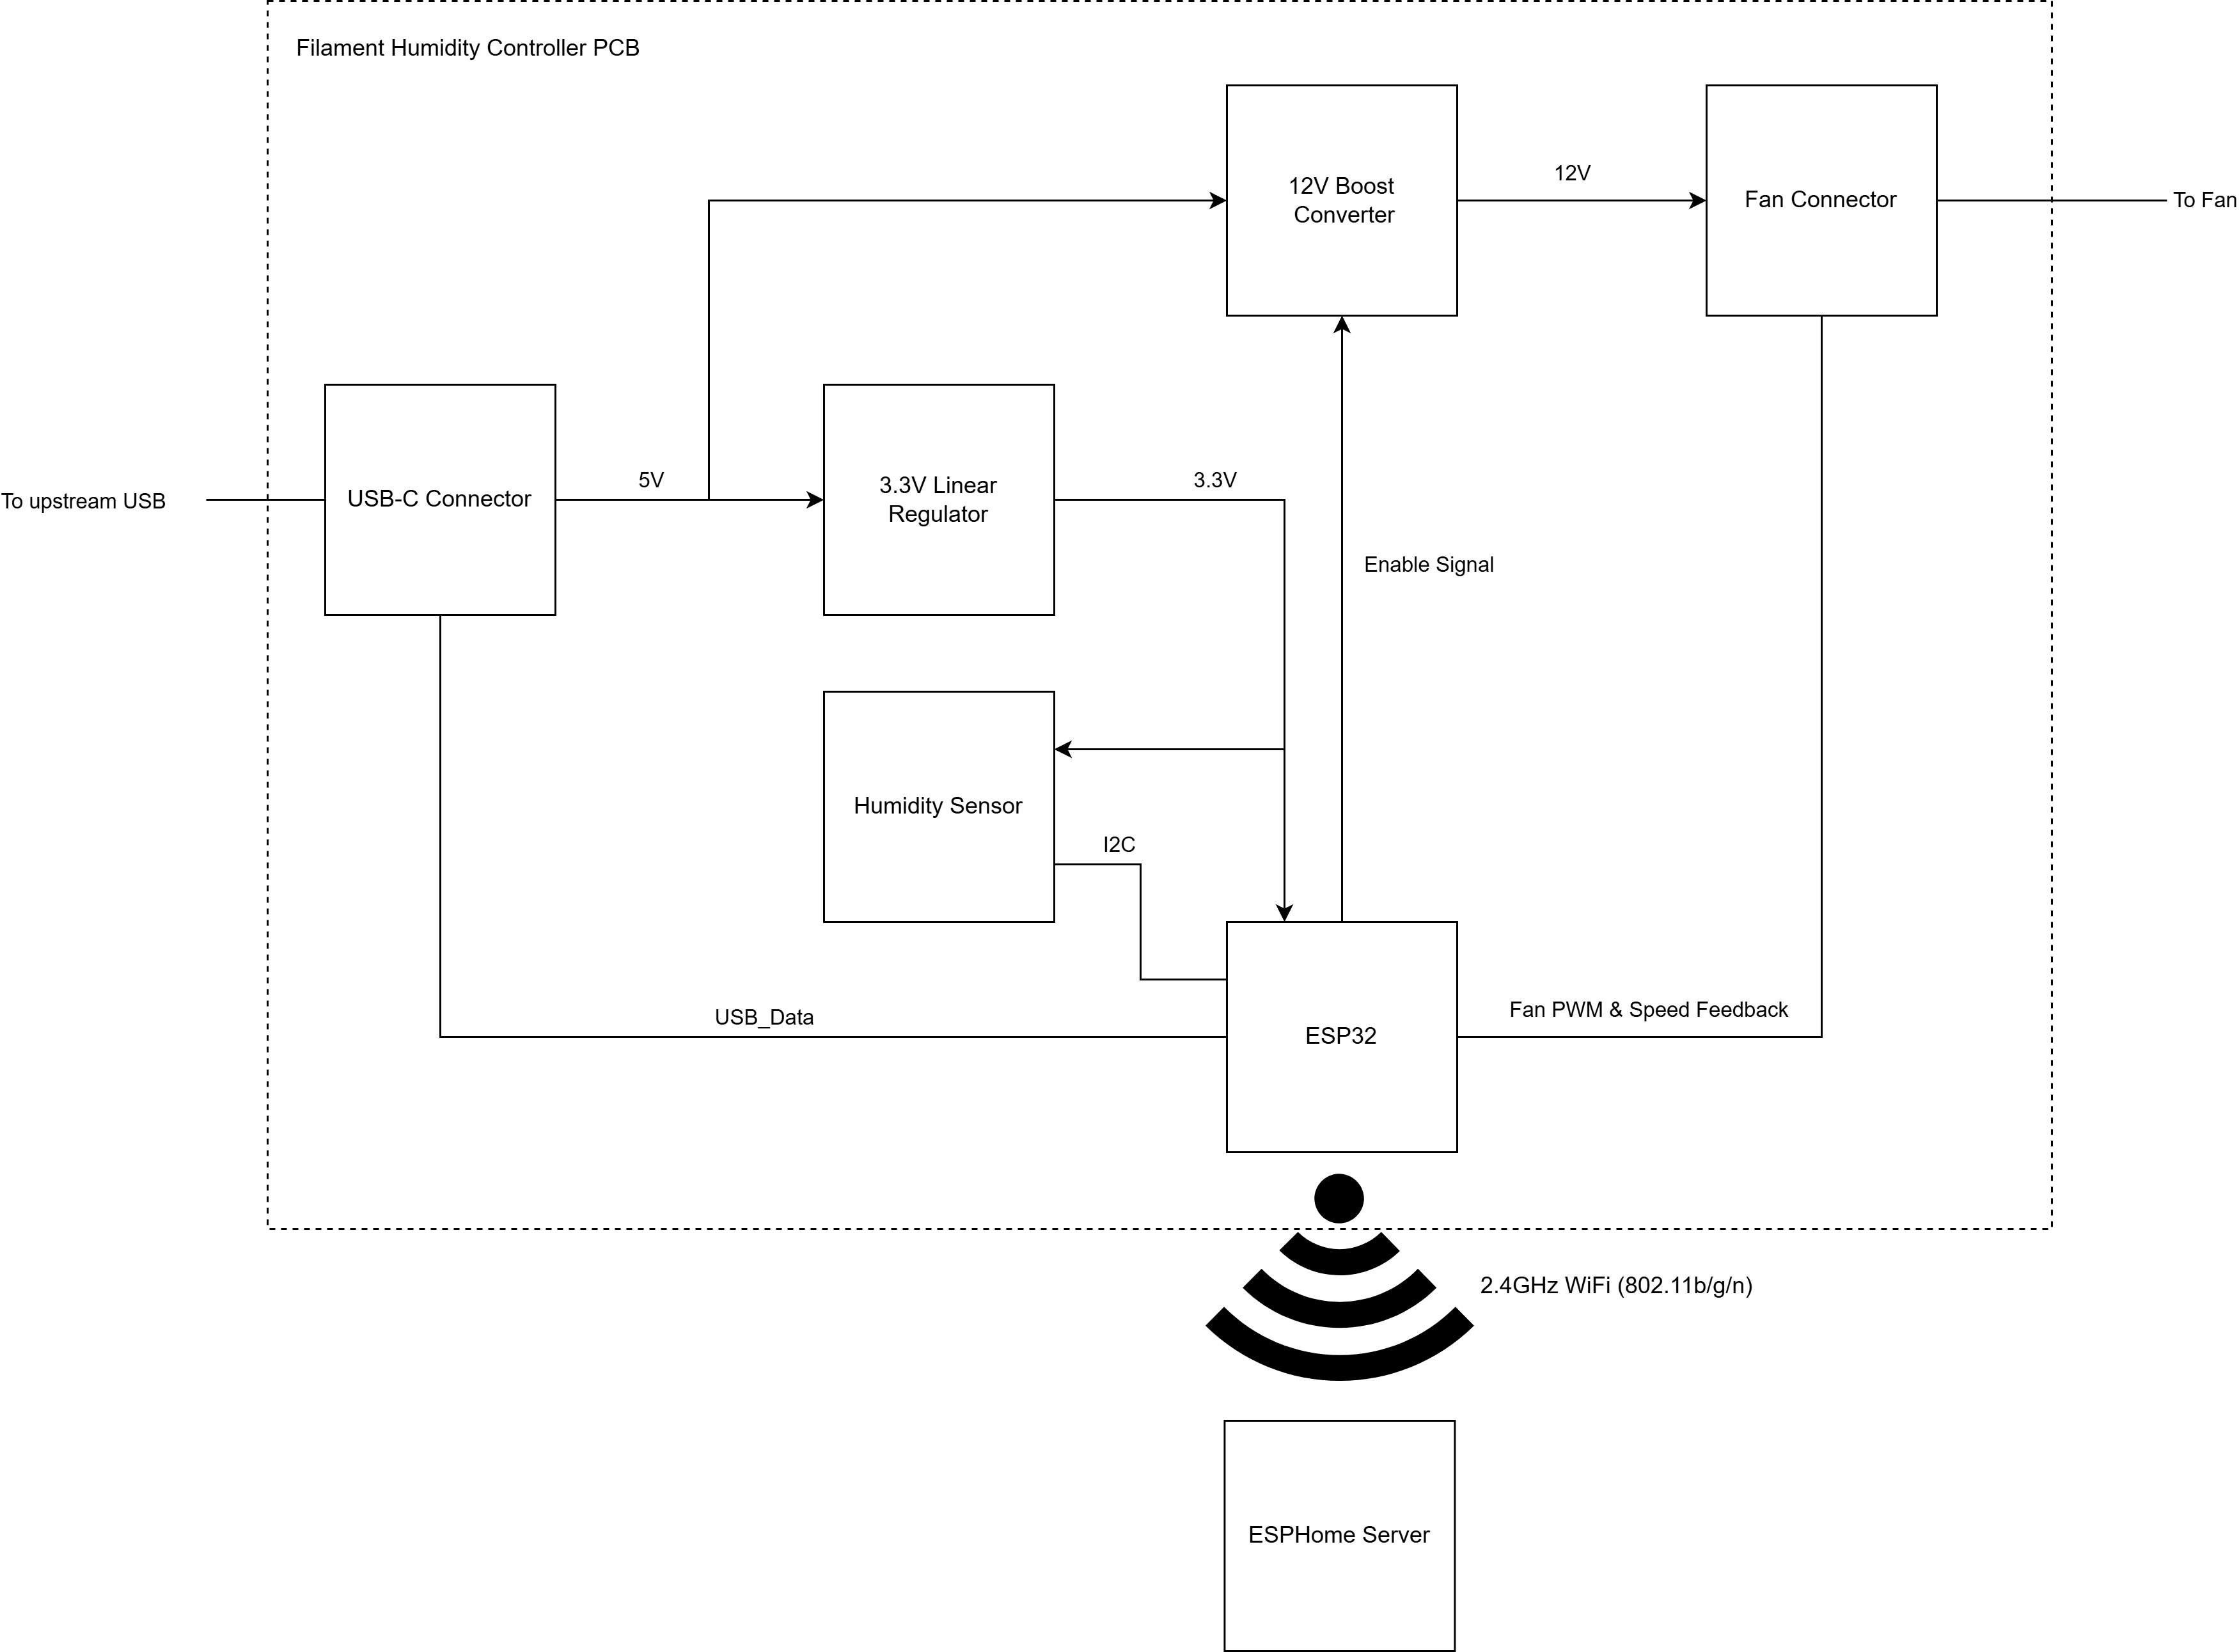 Filament Humidity Controller PCB
12V Boost
Converter
12V
Fan Connector
To Fan
To upstream USB
USB-C Connector
5V
3.3V Linear
Regulator
3.3V
Enable Signal
Humidity Sensor
I2C
USB_Data
ESP32
Fan PWM & Speed Feedback
2.4GHz WiFi (802.11b/g/n)
ESPHome Server